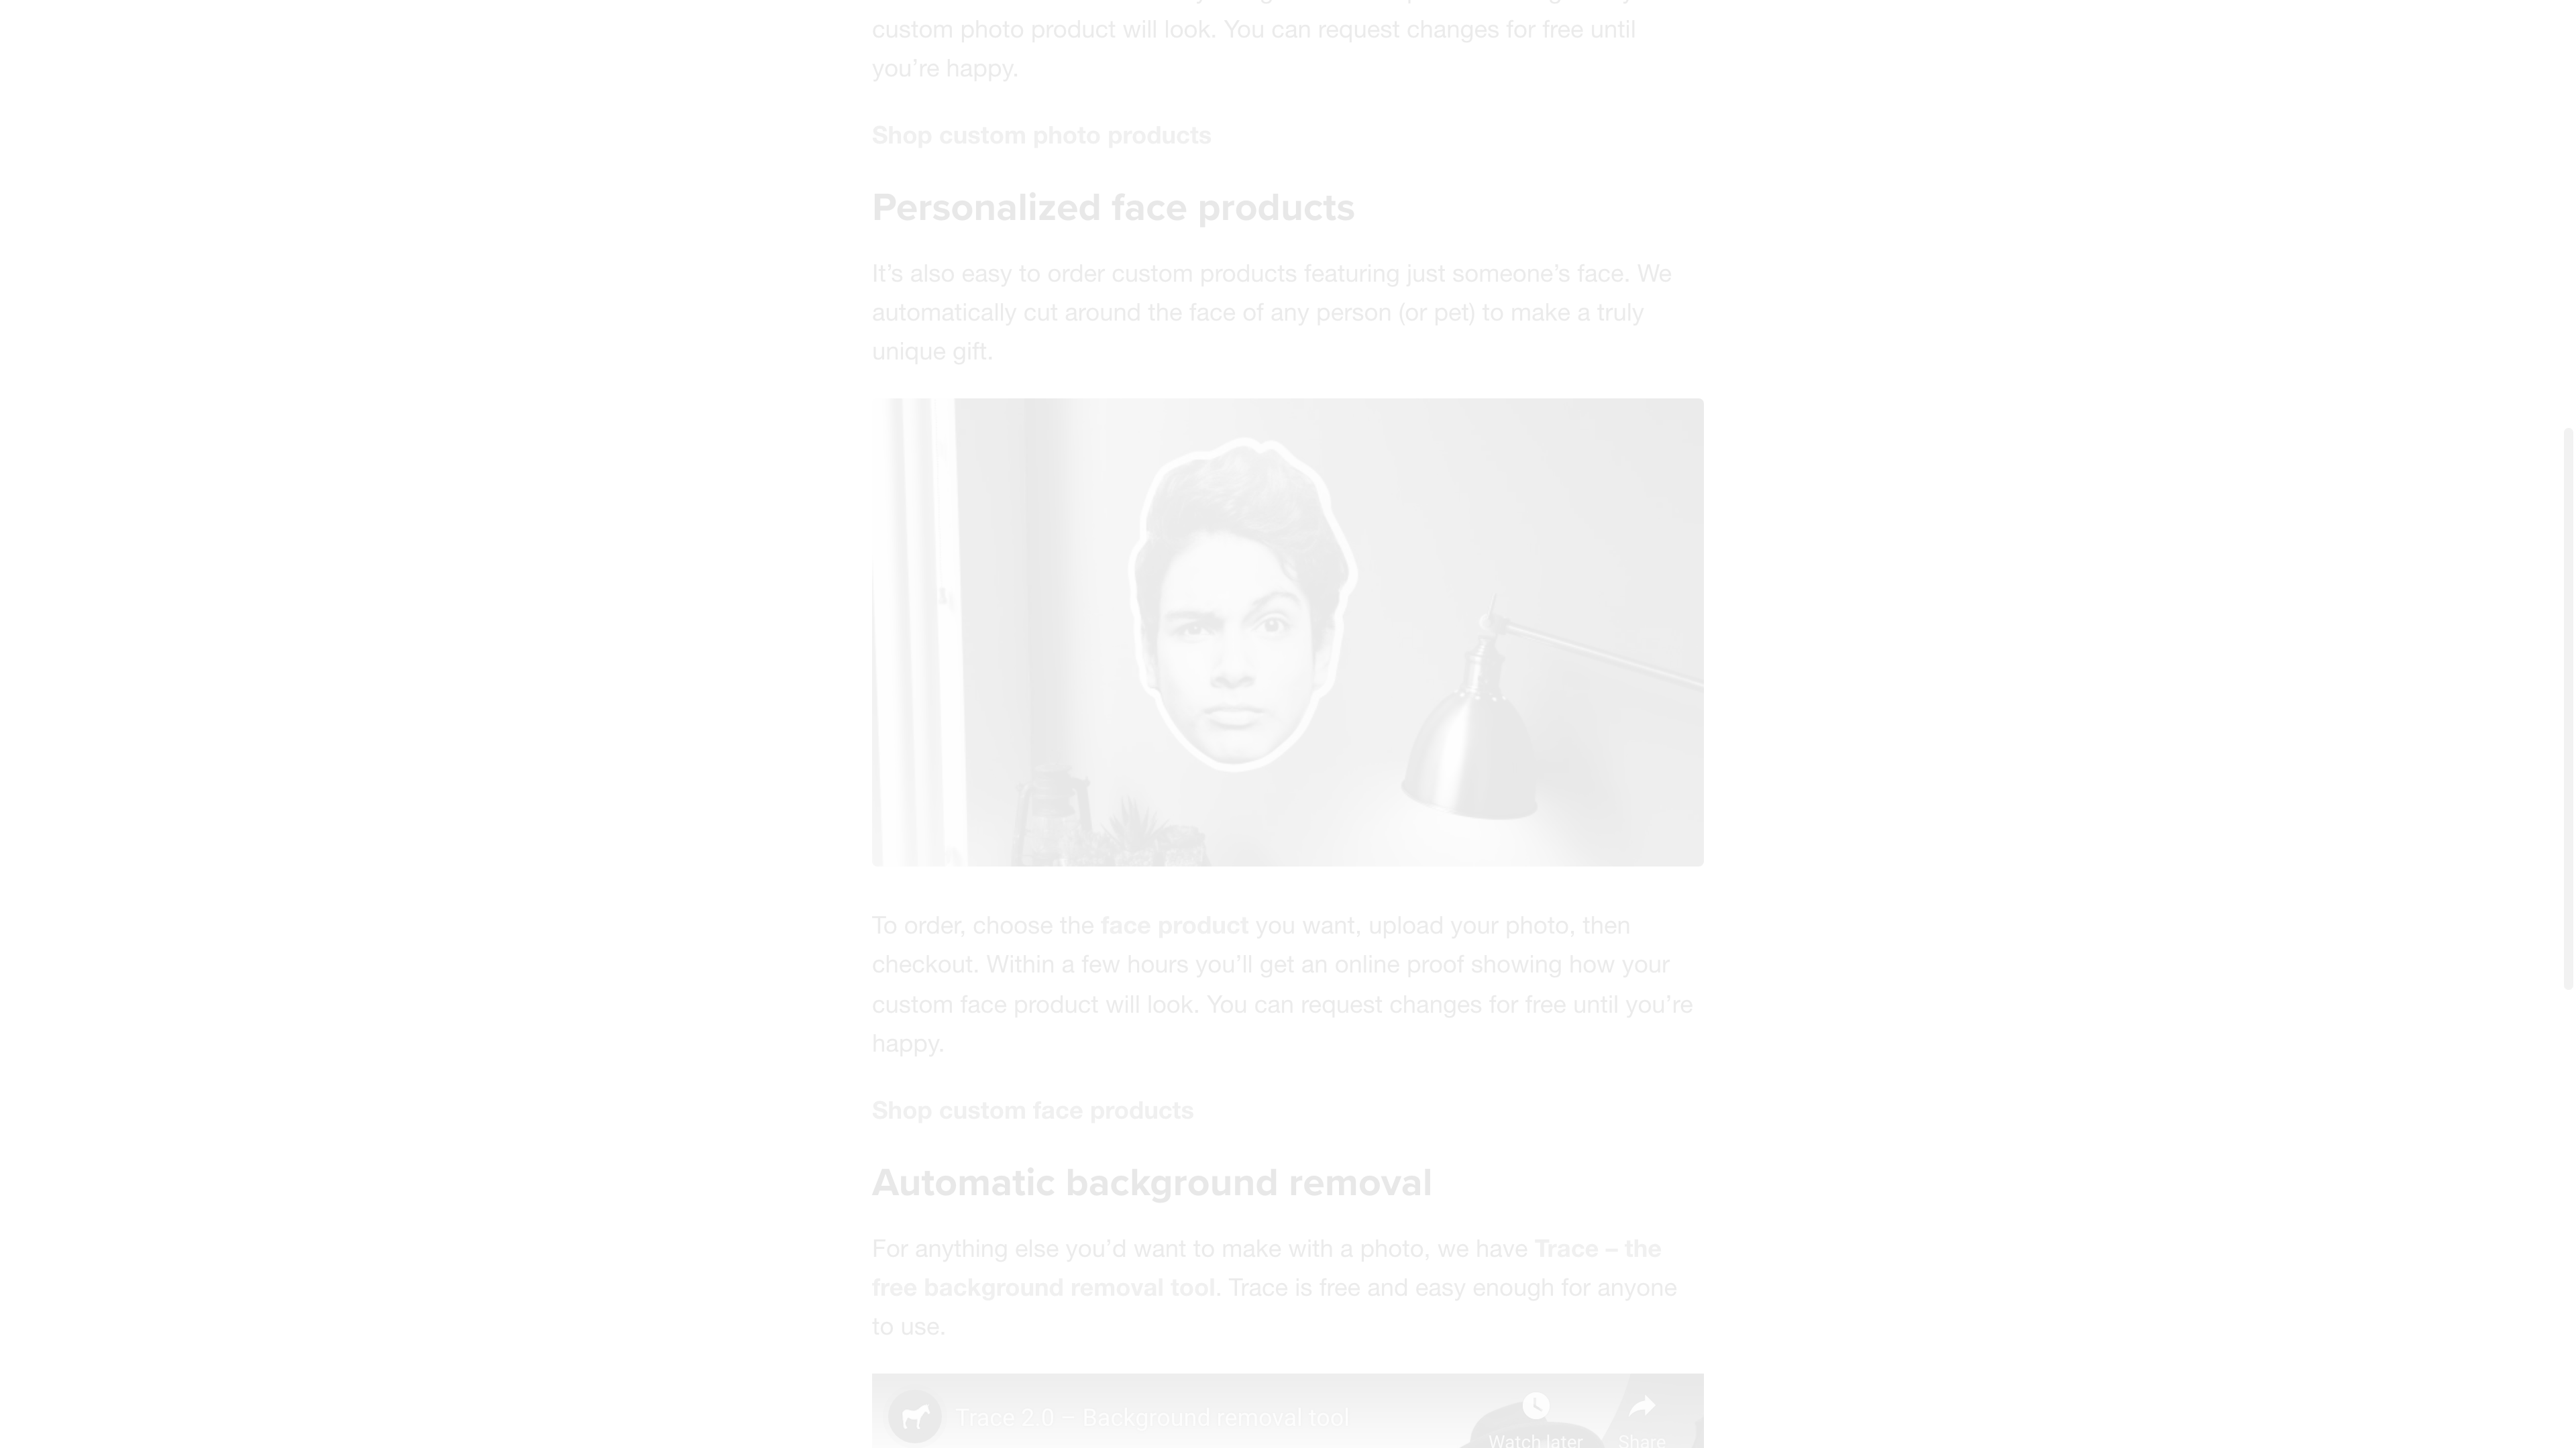 custom photo product will look. You can request changes for free until
you’re happy.
Shop custom photo products
Personalized face products
It’s also easy to order custom products featuring just someone’s face. We
automatically cut around the face of any person (or pet) to make a truly
unique gift.
To order, choose the face product you want, upload your photo, then
checkout. Within a few hours you’ll get an online proof showing how your
custom face product will look. You can request changes for free until you’re
happy.
Shop custom face products
Automatic background removal
For anything else you’d want to make with a photo, we have Trace – the
free background removal tool. Trace is free and easy enough for anyone
to use.
Trace 2.0 – Background removal tool
Watch later
Share